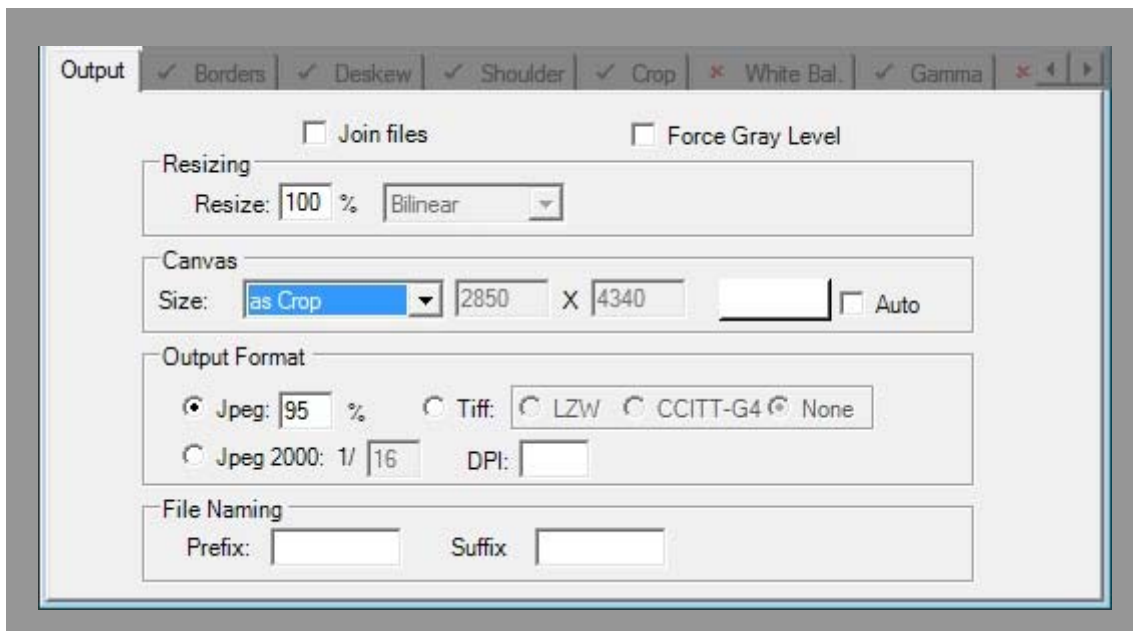 Output Borders Deskew Shoulder Crop White Bal. Gamma
Join files Force Gray Level
Resizing
Resize: 100 % Bilinear
Canvas
Size: as Crop 2850 X 4340 Auto
Output Format
Jpeg: 95 % Tiff: LZW CCITT-G4 None
Jpeg 2000: 1/ 16 DPI:
File Naming
Prefix: Suffix